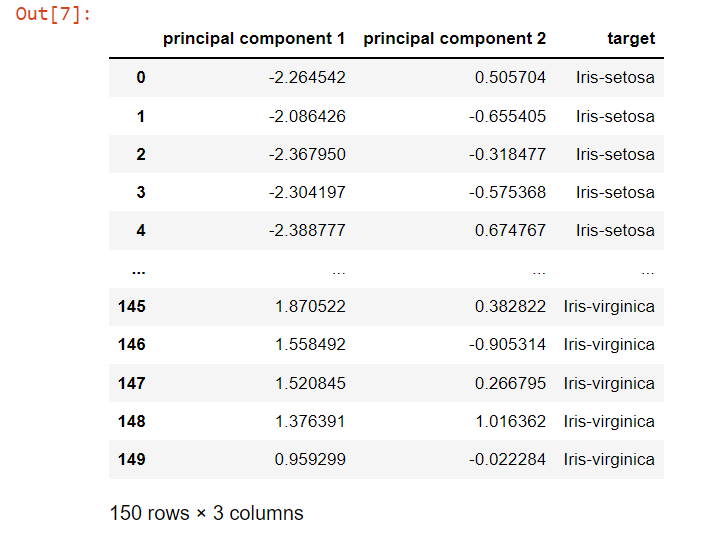 Out[7]:
principal component 1 principal component 2 target
0 -2.264542 0.505704 Iris-setosa
1 -2.086426 -0.655405 Iris-setosa
2 -2.367950 -0.318477 Iris-setosa
3 -2.304197 -0.575368 Iris-setosa
4 -2.388777 0.674767 Iris-setosa
... ... ... ...
145 1.870522 0.382822 Iris-virginica
146 1.558492 -0.905314 Iris-virginica
147 1.520845 0.266795 Iris-virginica
148 1.376391 1.016362 Iris-virginica
149 0.959299 -0.022284 Iris-virginica
150 rows × 3 columns